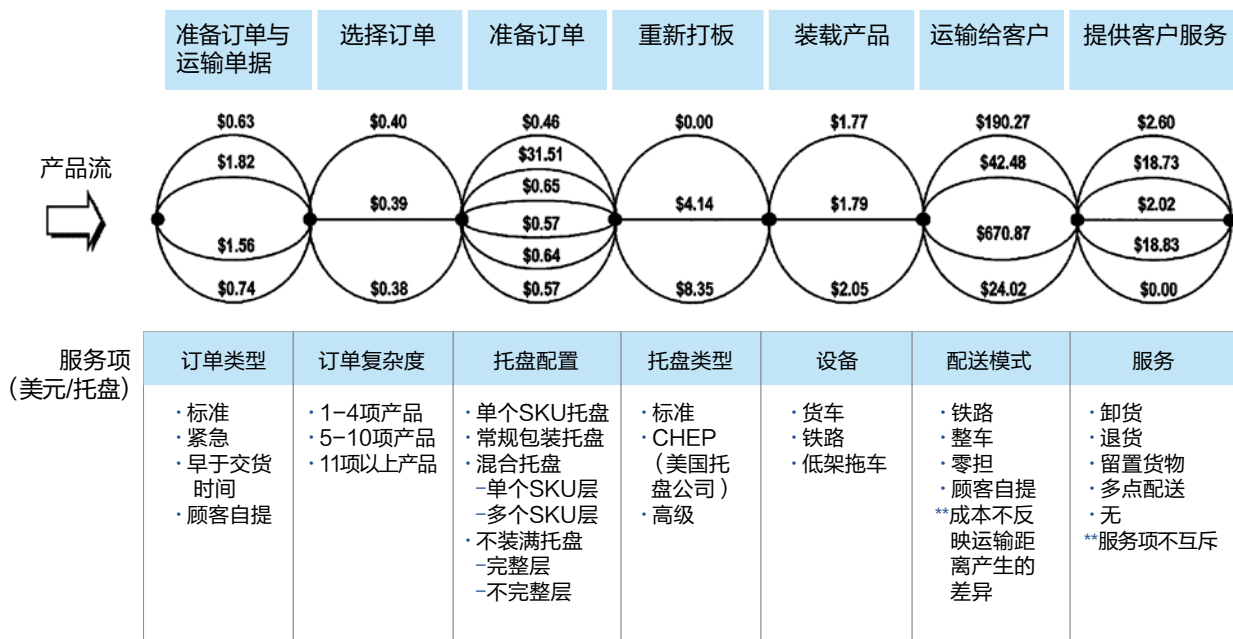 准备订单与
运输单据
选择订单
准备订单
重新打板
装载产品
运输给客户
提供客户服务
产品流
$0.63
$1.82
$1.56
$0.74
$0.40
$0.39
$0.38
$0.46
$31.51
$0.65
$0.57
$0.64
$0.57
$0.00
$4.14
$8.35
$1.77
$1.79
$2.05
$190.27
$42.48
$670.87
$24.02
$2.60
$18.73
$2.02
$18.83
$0.00
服务项
（美元/托盘）
订单类型
·标准
·紧急
·早于交货
时间
·顾客自提
订单复杂度
·1-4项产品
·5-10项产品
·11项以上产品
托盘配置
·单个SKU托盘
·常规包装托盘
·混合托盘
-单个SKU层
-多个SKU层
·不装满托盘
-完整层
-不完整层
托盘类型
·标准
·CHEP
（美国托
盘公司）
·高级
设备
·货车
·铁路
·低架拖车
配送模式
·铁路
·整车
·零担
·顾客自提
**成本不反
映运输距
离产生的
差异
服务
·卸货
·退货
·留置货物
·多点配送
·无
**服务项不互斥